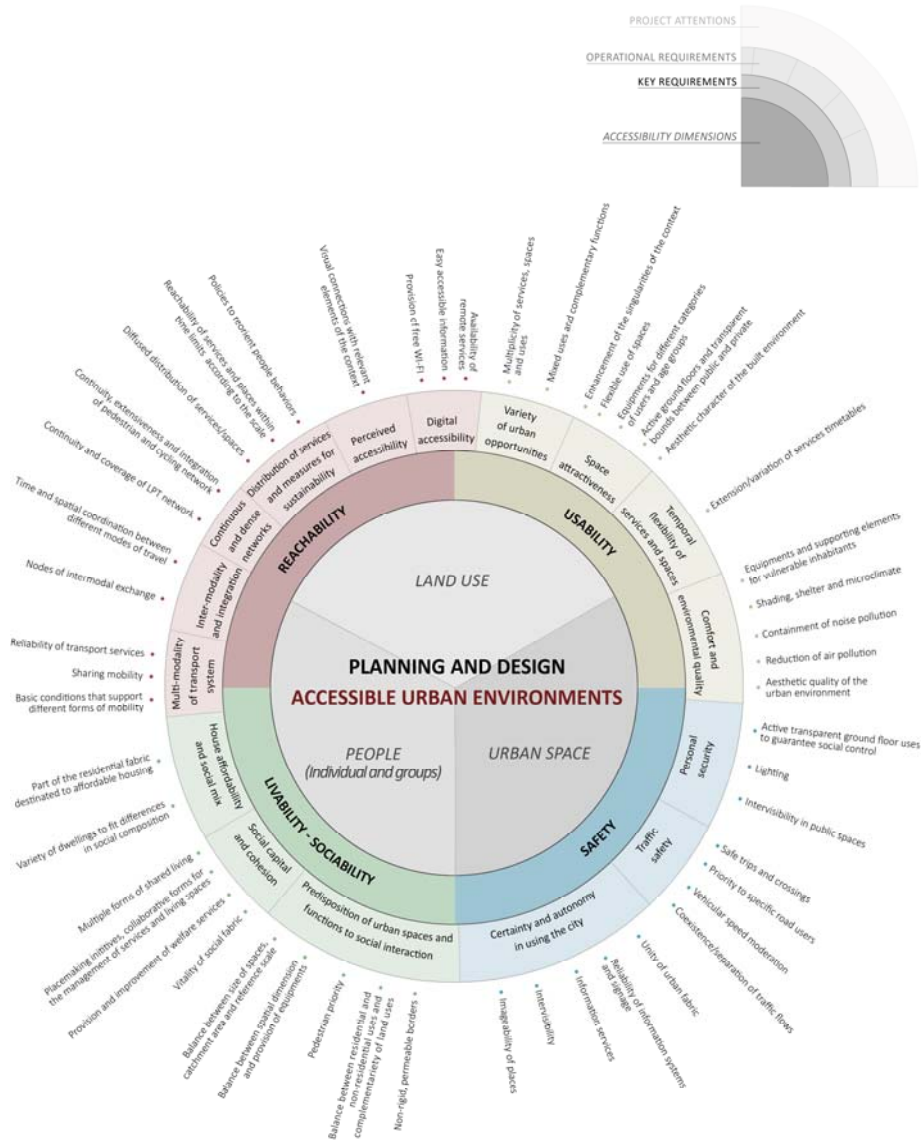 PROJECT ATTENTIONS
OPERATIONAL REQUIREMENTS
KEY REQUIREMENTS
ACCESSIBILITY DIMENSIONS
PLANNING AND DESIGN
ACCESSIBLE URBAN ENVIRONMENTS
LAND USE
URBAN SPACE
PEOPLE
(Individual and groups)
REACHABILITY
Multi-modality
of transport
system
Inter-modality
and integration
Continuous
and dense
networks
Distribution of services
and measures for
sustainability
Perceived
accessibility
Digital
accessibility
Basic conditions that support
different forms of mobility
Sharing mobility
Reliability of transport services
Nodes of intermodal exchange
Time and spatial coordination between
different modes of travel
Continuity and coverage of LPT network
Continuity, extensiveness and integration
of pedestrian and cycling network
Diffused distribution of services/spaces
Reachability of services and places within
time limits according to the scale
Policies to reorient people behaviors
Visual connections with relevant
elements of the context
Provision of free WI-FI
Easy accessible information
Availability of
remote services
USABILITY
Variety
of urban
opportunities
Space
attractiveness
Temporal
flexibility of
services and spaces
Comfort and
environmental quality
Multiplicity of services, spaces
and uses
Mixed uses and complementary functions
Enhancement of the singularities of the context
Flexible use of spaces
Equipments for different categories
of users and age groups
Active ground floors and transparent
bounds between public and private
Aesthetic character of the built environment
Extension/variation of services timetables
Equipments and supporting elements
for vulnerable inhabitants
Shading, shelter and microclimate
Containment of noise pollution
Reduction of air pollution
Aesthetic quality of the
urban environment
SAFETY
Personal
security
Traffic
safety
Certainty and autonomy
in using the city
Active transparent ground floor uses
to guarantee social control
Lighting
Intervisibility in public spaces
Safe trips and crossings
Priority to specific road users
Vehicular speed moderation
Coexistence/separation of traffic flows
Unity of urban fabric
Reliability of information systems
and signage
Information services
Intervisibility
Imageability of places
LIVABILITY - SOCIABILITY
House affordability
and social mix
Social capital
and cohesion
Predisposition of urban spaces and
functions to social interaction
Part of the residential fabric
destinated to affordable housing
Variety of dwellings to fit differences
in social composition
Multiple forms of shared living
Placemaking initiatives, collaborative forms for
the management of services and living spaces
Provision and improvement of welfare services
Vitality of social fabric
Balance between size of spaces,
catchment area and reference scale
Balance between spatial dimension
and provision of equipments
Pedestrian priority
Balance between residential and
non-residential uses and
complementariety of land uses
Non-rigid, permeable borders